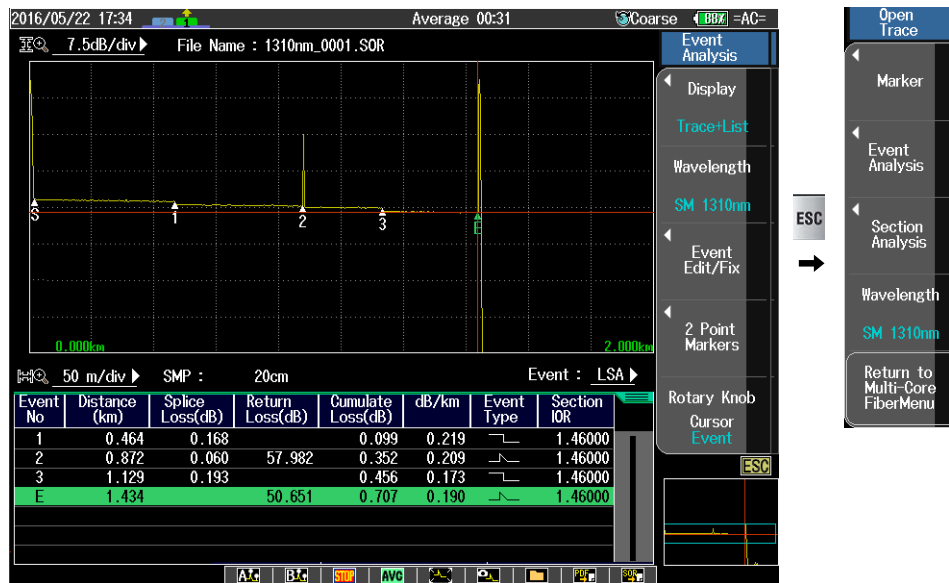 2016/05/22 17:34
2
1
Average 00:31
Coarse
88%
=AC=
7.5dB/div
File Name : 1310nm_0001.SOR
S
1
2
3
E
0.000km
2.000km
50 m/div
SMP :
20cm
Event : LSA
Event No
Distance (km)
Splice Loss(dB)
Return Loss(dB)
Cumulate Loss(dB)
dB/km
Event Type
Section IOR
1 0.464 0.168 0.099 0.219 1.46000
2 0.872 0.060 57.982 0.352 0.209 1.46000
3 1.129 0.193 0.456 0.173 1.46000
E 1.434 50.651 0.707 0.190 1.46000
STOP
AVG
PDF
SOR
Event
Analysis
Display
Trace+List
Wavelength
SM 1310nm
Event
Edit/Fix
2 Point
Markers
Rotary Knob
Cursor
Event
ESC
ESC
Open
Trace
Marker
Event
Analysis
Section
Analysis
Wavelength
SM 1310nm
Return to
Multi-Core
FiberMenu